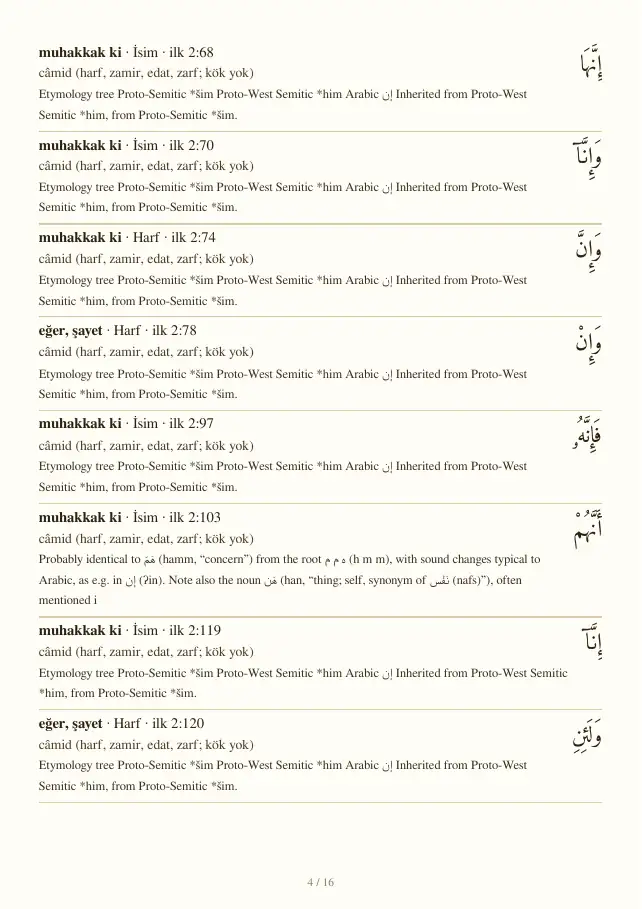 muhakkak ki · İsim · ilk 2:68
إِنَّهَا
câmid (harf, zamir, edat, zarf; kök yok)
Etymology tree Proto-Semitic *šim Proto-West Semitic *him Arabic إن Inherited from Proto-West
Semitic *him, from Proto-Semitic *šim.
muhakkak ki · İsim · ilk 2:70
وَإِنَّآ
câmid (harf, zamir, edat, zarf; kök yok)
Etymology tree Proto-Semitic *šim Proto-West Semitic *him Arabic إن Inherited from Proto-West
Semitic *him, from Proto-Semitic *šim.
muhakkak ki · Harf · ilk 2:74
وَإِنَّ
câmid (harf, zamir, edat, zarf; kök yok)
Etymology tree Proto-Semitic *šim Proto-West Semitic *him Arabic إن Inherited from Proto-West
Semitic *him, from Proto-Semitic *šim.
eğer, şayet · Harf · ilk 2:78
وَإِنْ
câmid (harf, zamir, edat, zarf; kök yok)
Etymology tree Proto-Semitic *šim Proto-West Semitic *him Arabic إن Inherited from Proto-West
Semitic *him, from Proto-Semitic *šim.
muhakkak ki · İsim · ilk 2:97
فَإِنَّهُۥ
câmid (harf, zamir, edat, zarf; kök yok)
Etymology tree Proto-Semitic *šim Proto-West Semitic *him Arabic إن Inherited from Proto-West
Semitic *him, from Proto-Semitic *šim.
muhakkak ki · İsim · ilk 2:103
أَنَّهُمْ
câmid (harf, zamir, edat, zarf; kök yok)
Probably identical to هَمّ (hamm, “concern”) from the root ه م م (h m m), with sound changes typical to
Arabic, as e.g. in إن (ʔin). Note also the noun هَن (han, “thing; self, synonym of نَفْس (nafs)”), often
mentioned i
muhakkak ki · İsim · ilk 2:119
إِنَّآ
câmid (harf, zamir, edat, zarf; kök yok)
Etymology tree Proto-Semitic *šim Proto-West Semitic *him Arabic إن Inherited from Proto-West Semitic
*him, from Proto-Semitic *šim.
eğer, şayet · Harf · ilk 2:120
وَلَئِنِ
câmid (harf, zamir, edat, zarf; kök yok)
Etymology tree Proto-Semitic *šim Proto-West Semitic *him Arabic إن Inherited from Proto-West
Semitic *him, from Proto-Semitic *šim.
4 / 16